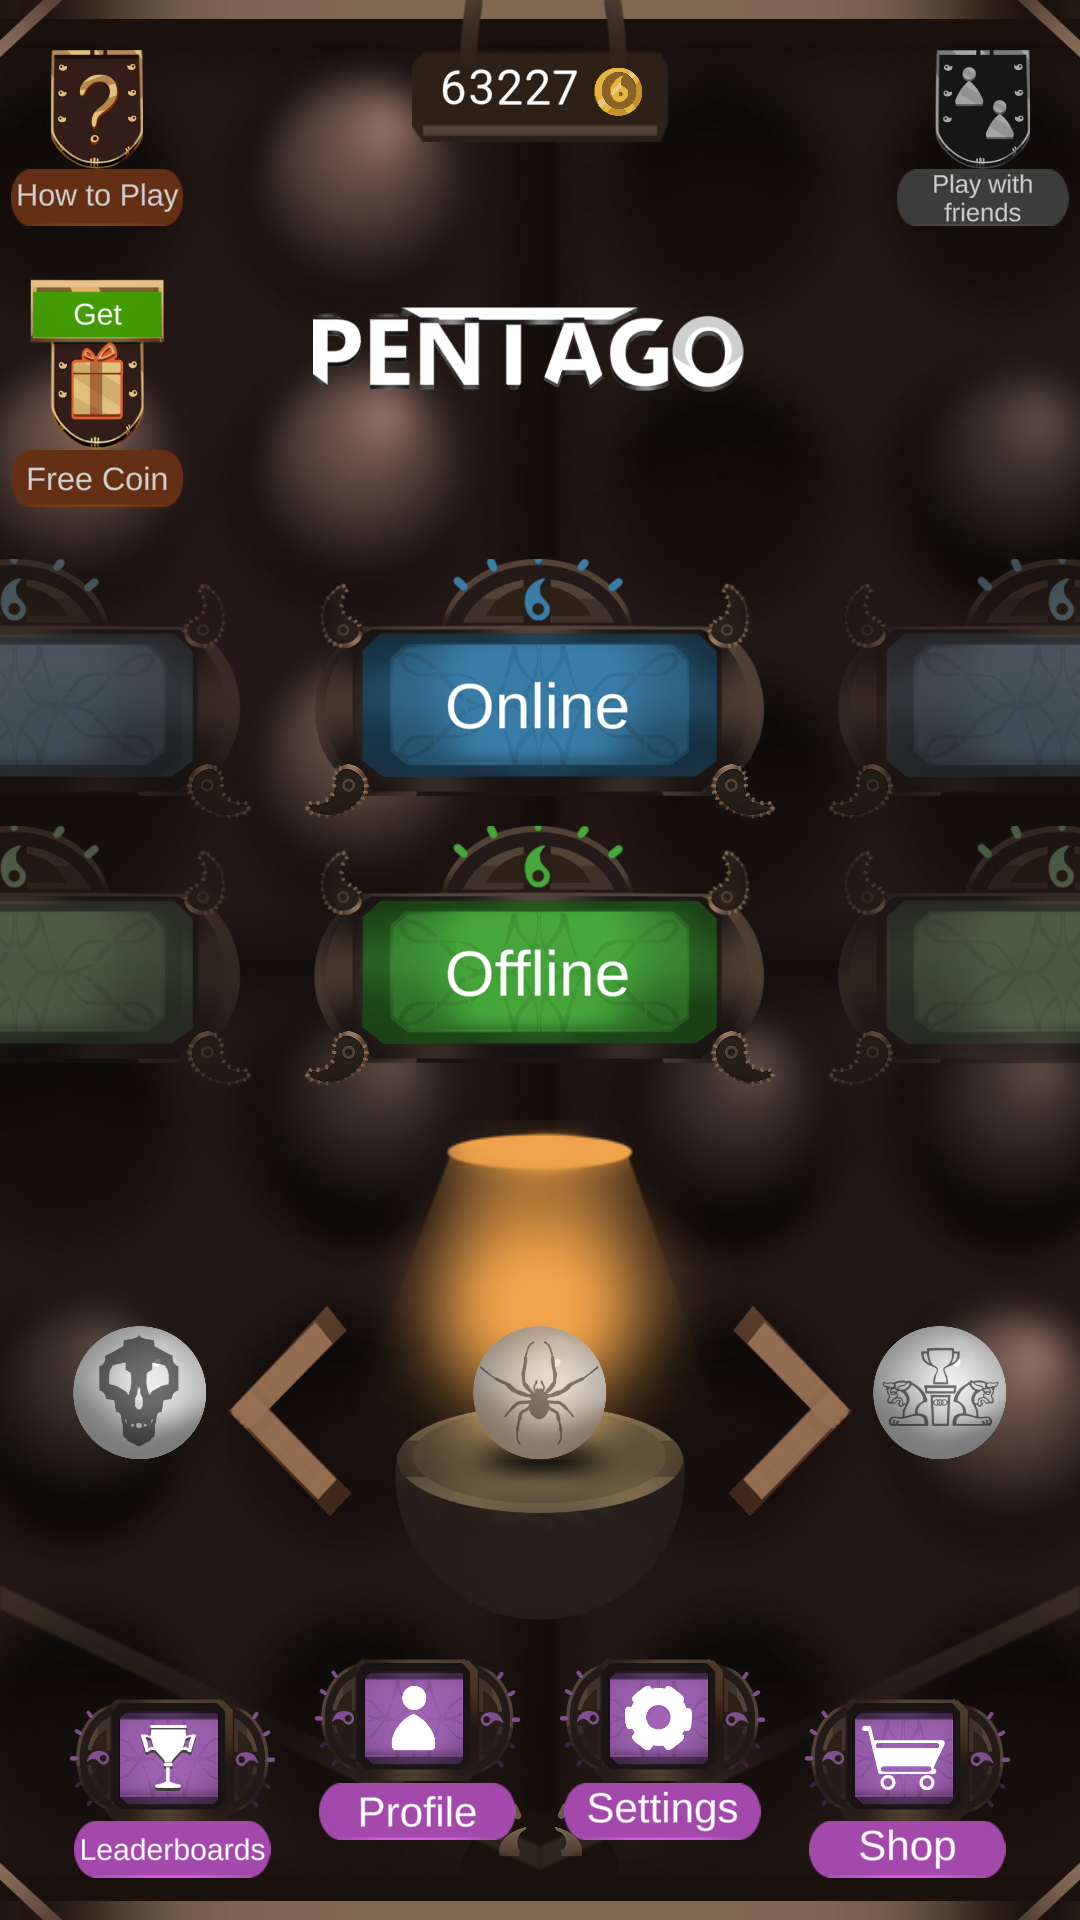 63227
How to Play
Play with
friends
Get
Free Coin
PENTAGO
Online
Offline
Profile
Settings
Leaderboards
Shop